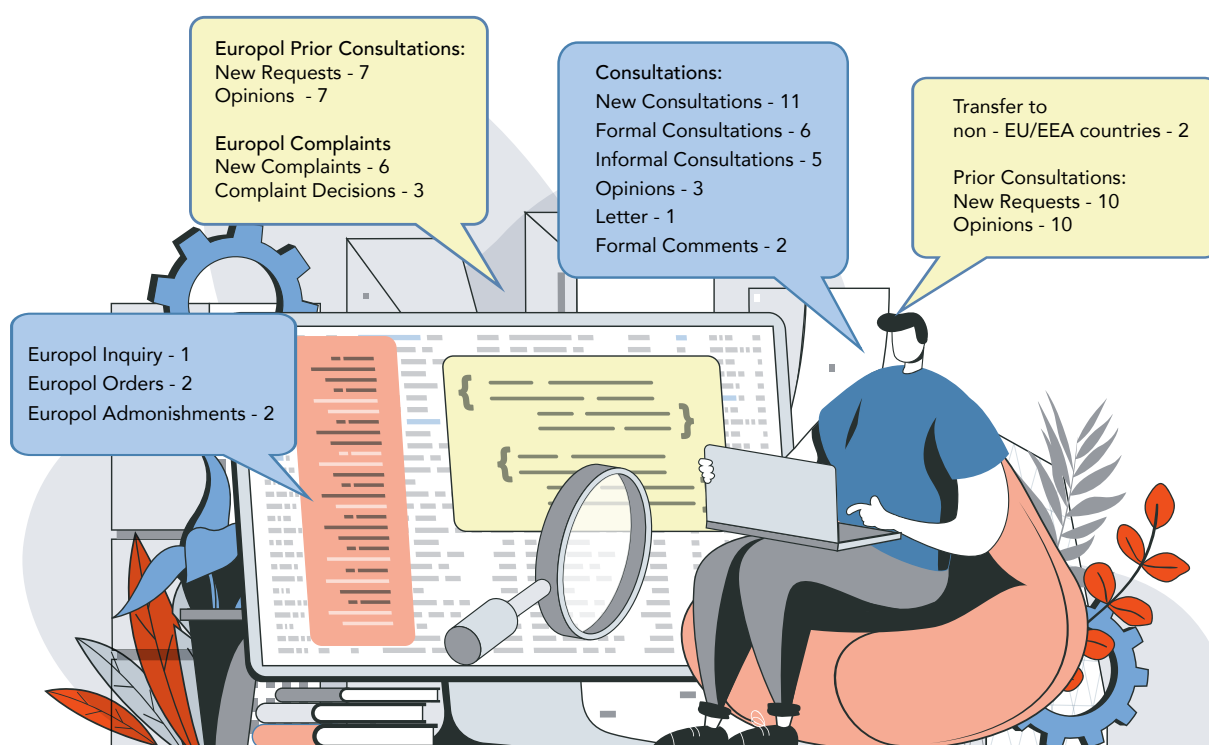 Europol Prior Consultations:
New Requests - 7
Opinions - 7
Europol Complaints
New Complaints - 6
Complaint Decisions - 3
Consultations:
New Consultations - 11
Formal Consultations - 6
Informal Consultations - 5
Opinions - 3
Letter - 1
Formal Comments - 2
Transfer to
non - EU/EEA countries - 2
Prior Consultations:
New Requests - 10
Opinions - 10
Europol Inquiry - 1
Europol Orders - 2
Europol Admonishments - 2